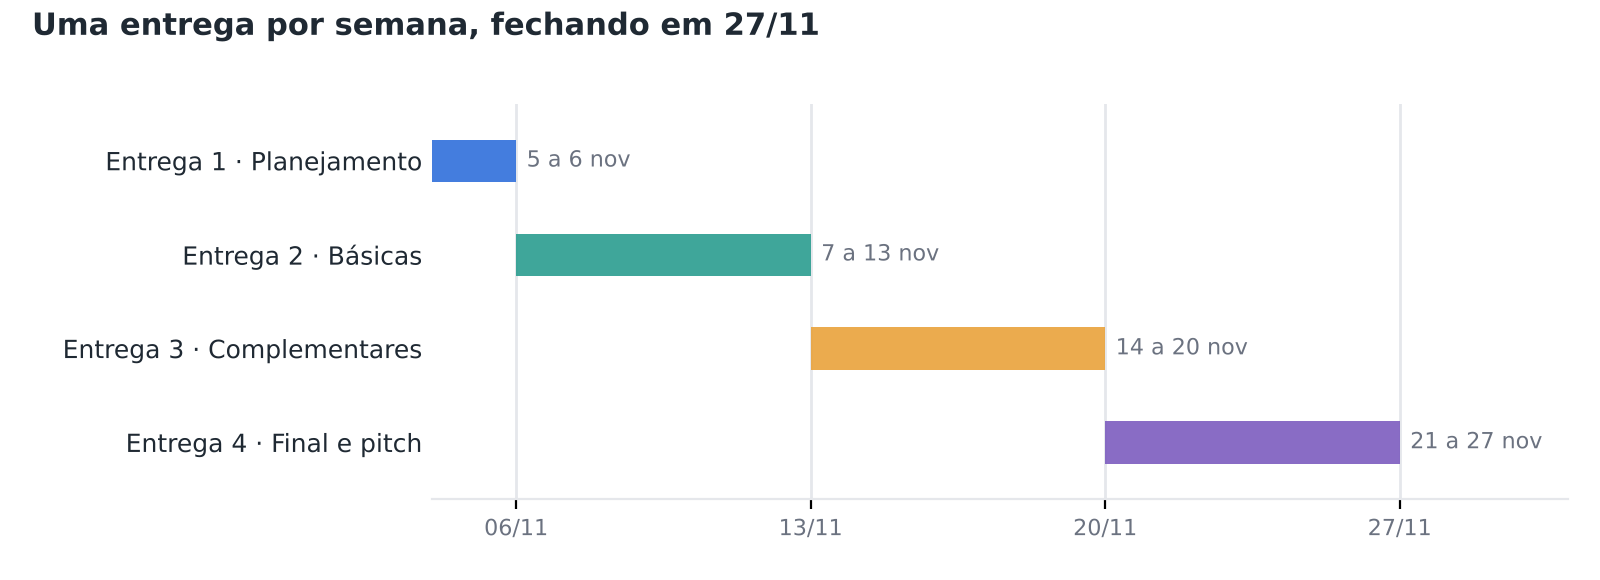 Uma entrega por semana, fechando em 27/11
Entrega 1 · Planejamento
5 a 6 nov
Entrega 2 · Básicas
7 a 13 nov
Entrega 3 · Complementares
14 a 20 nov
Entrega 4 · Final e pitch
21 a 27 nov
06/11
13/11
20/11
27/11